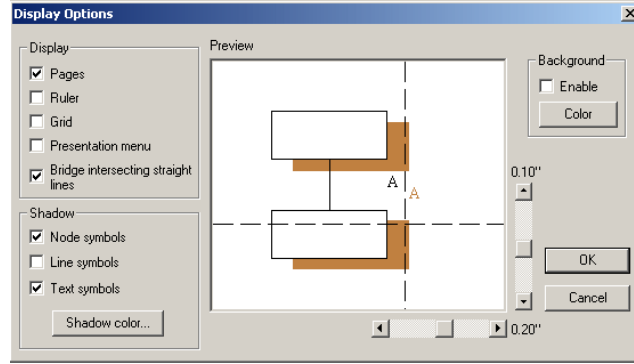 Display Options
Display
Pages
Ruler
Grid
Presentation menu
Bridge intersecting straight
lines
Shadow
Node symbols
Line symbols
Text symbols
Shadow color...
Preview
A
A
Background
Enable
Color
0.10''
OK
Cancel
0.20''